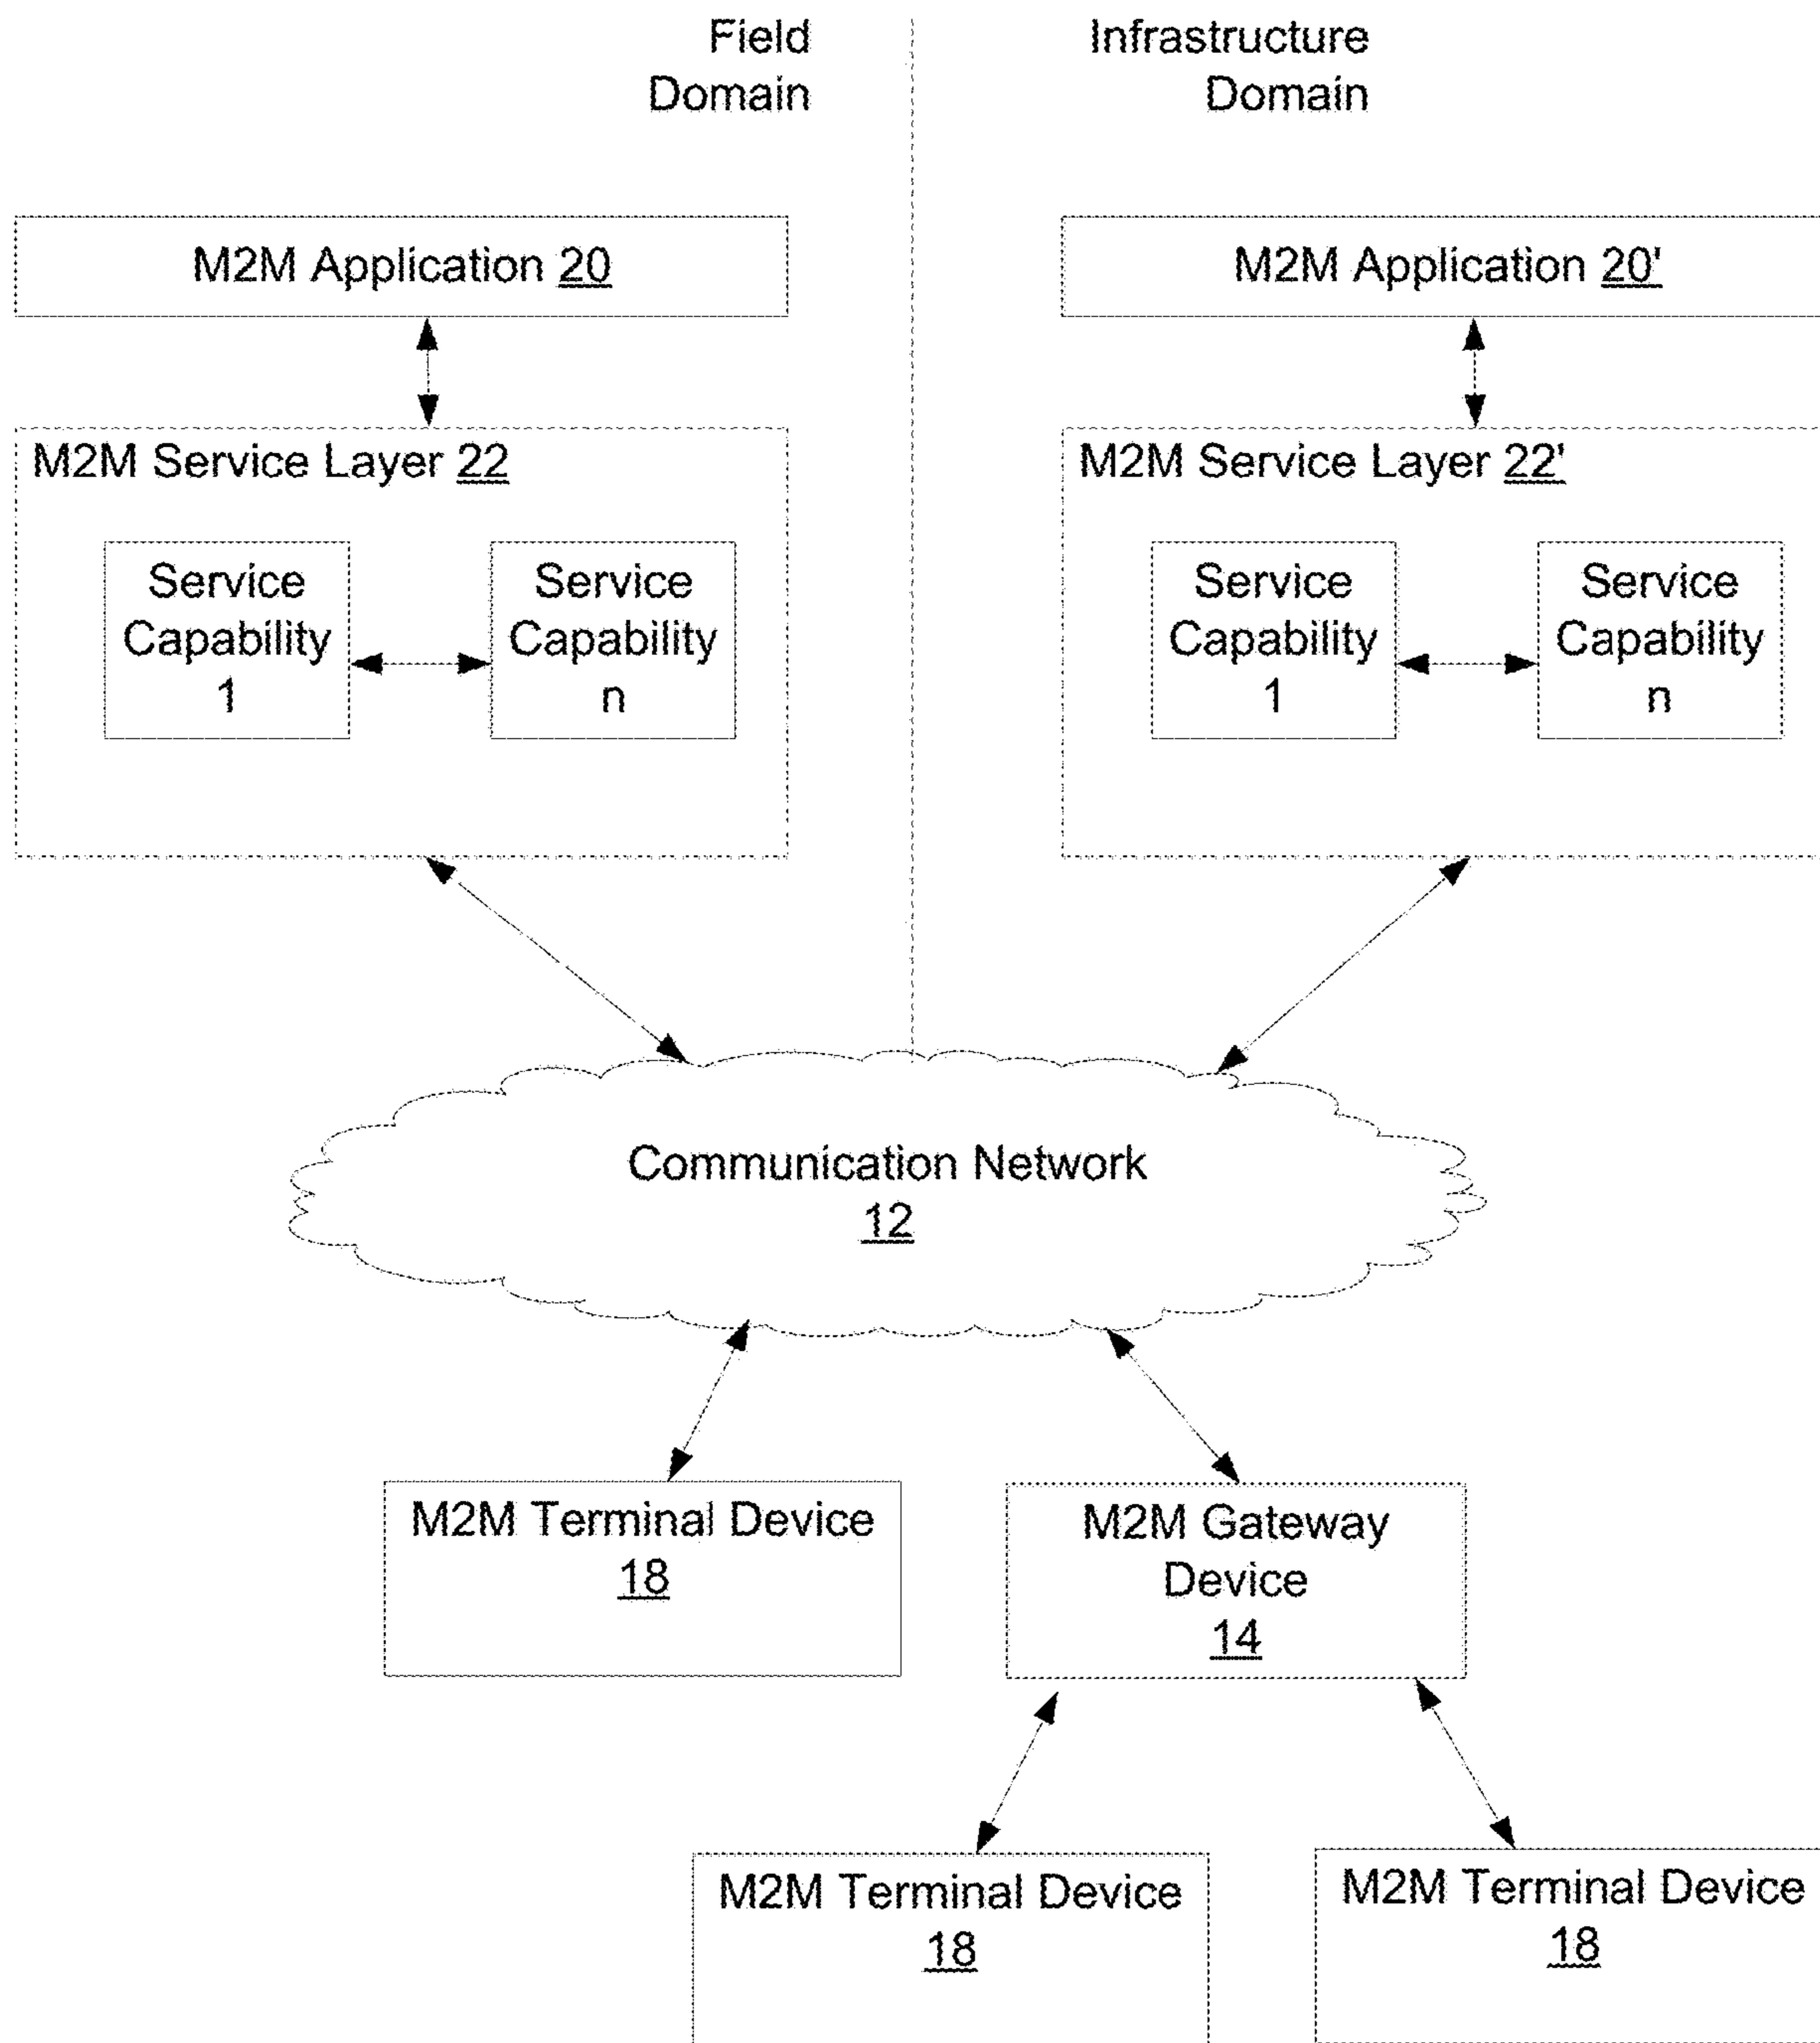 Field
Domain
Infrastructure
Domain
M2M Application 20
M2M Application 20'
M2M Service Layer 22
Service
Capability
1
Service
Capability
n
M2M Service Layer 22'
Service
Capability
1
Service
Capability
n
Communication Network
12
M2M Terminal Device
18
M2M Gateway
Device
14
M2M Terminal Device
18
M2M Terminal Device
18